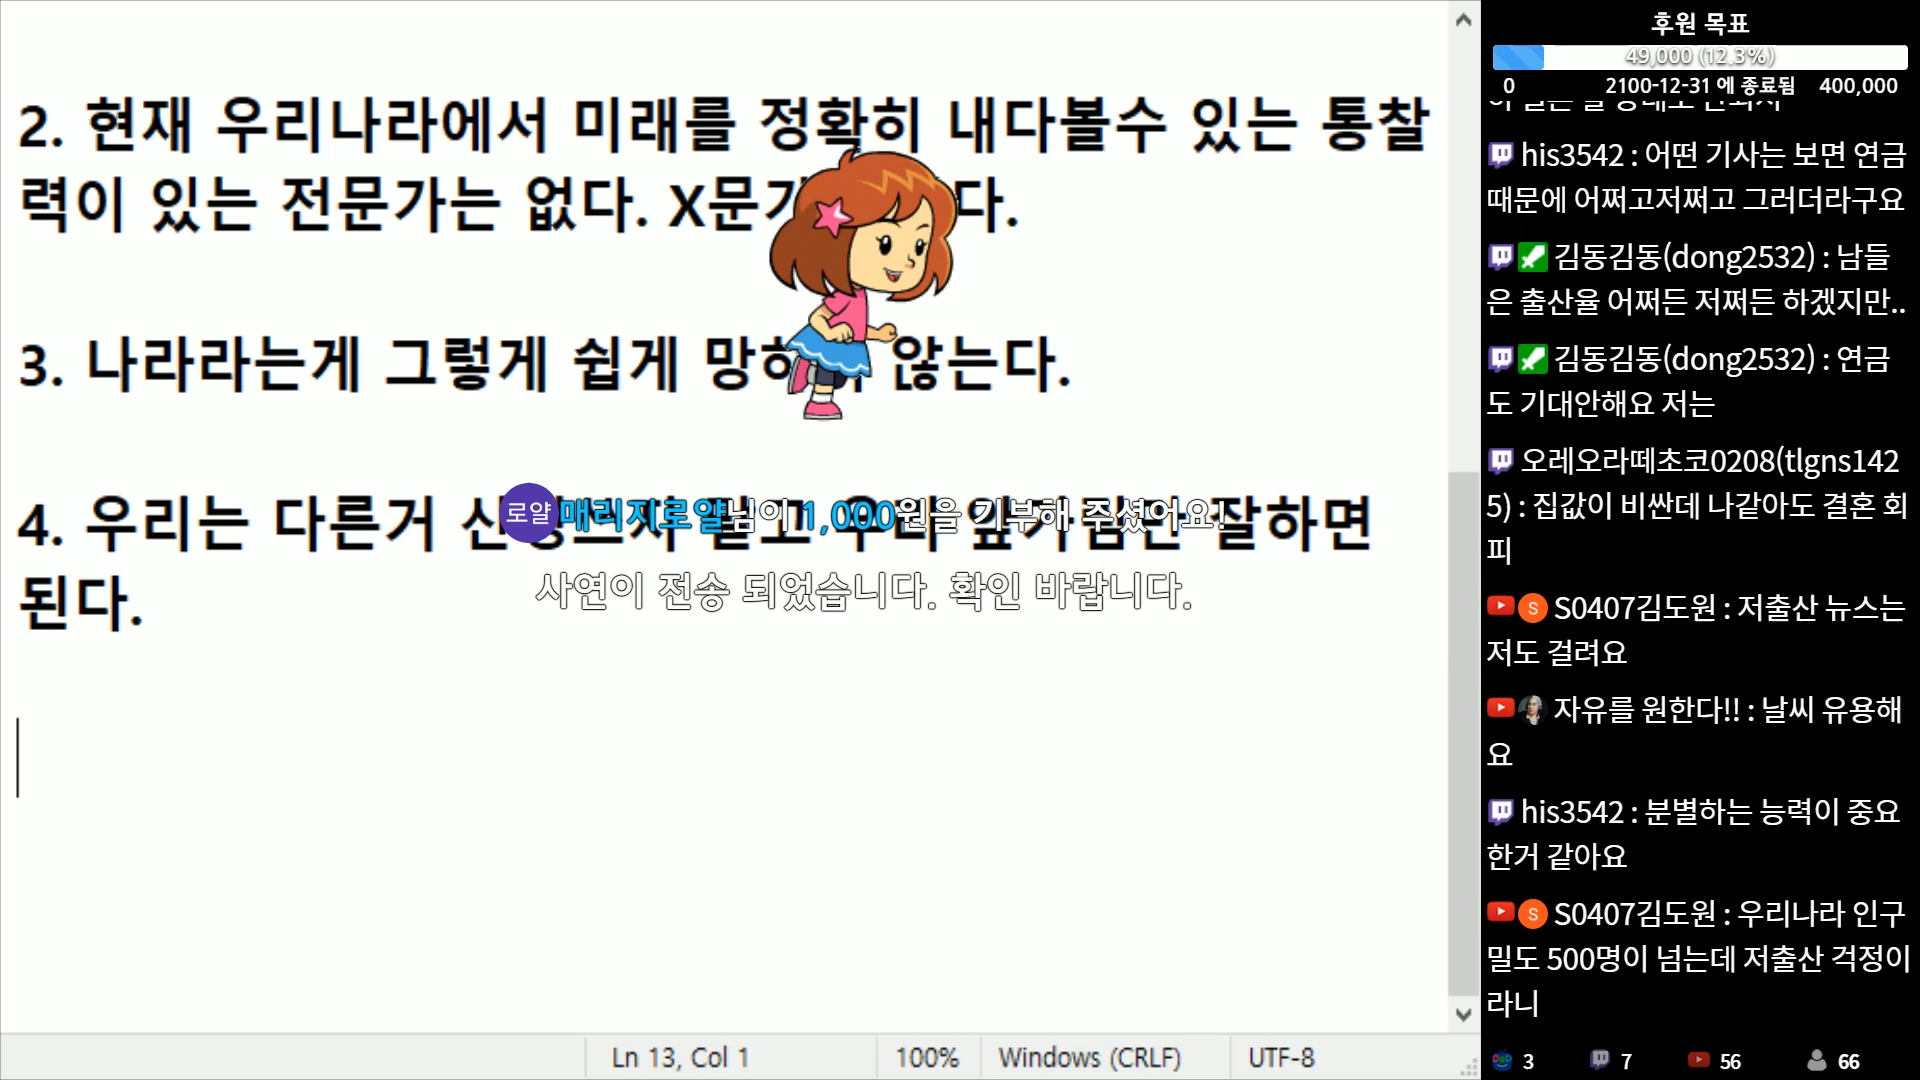 2. 현재 우리나라에서 미래를 정확히 내다볼수 있는 통찰
력이 있는 전문가는 없다. X문가 다.
3. 나라라는게 그렇게 쉽게 않는다.
4. 우리는 다른거 말고 우리 잘하면
된다.
로얄 매리지로얄님이 1,000원을 기부해 주셨어요!
사연이 전송 되었습니다. 확인 바랍니다.
Ln 13, Col 1 100% Windows (CRLF) UTF-8
후원 목표
49,000 (12.3%)
0 2100-12-31 에 종료됨 400,000
his3542 : 어떤 기사는 보면 연금
때문에 어쩌고저쩌고 그러더라구요
김동김동(dong2532) : 남들
은 출산율 어쩌든 저쩌든 하겠지만..
김동김동(dong2532) : 연금
도 기대안해요 저는
오레오라떼초코0208(tlgns142
5) : 집값이 비싼데 나같아도 결혼 회
피
S S0407김도원 : 저출산 뉴스는
저도 걸려요
자유를 원한다!! : 날씨 유용해
요
his3542 : 분별하는 능력이 중요
한거 같아요
S S0407김도원 : 우리나라 인구
밀도 500명이 넘는데 저출산 걱정이
라니
3 7 56 66